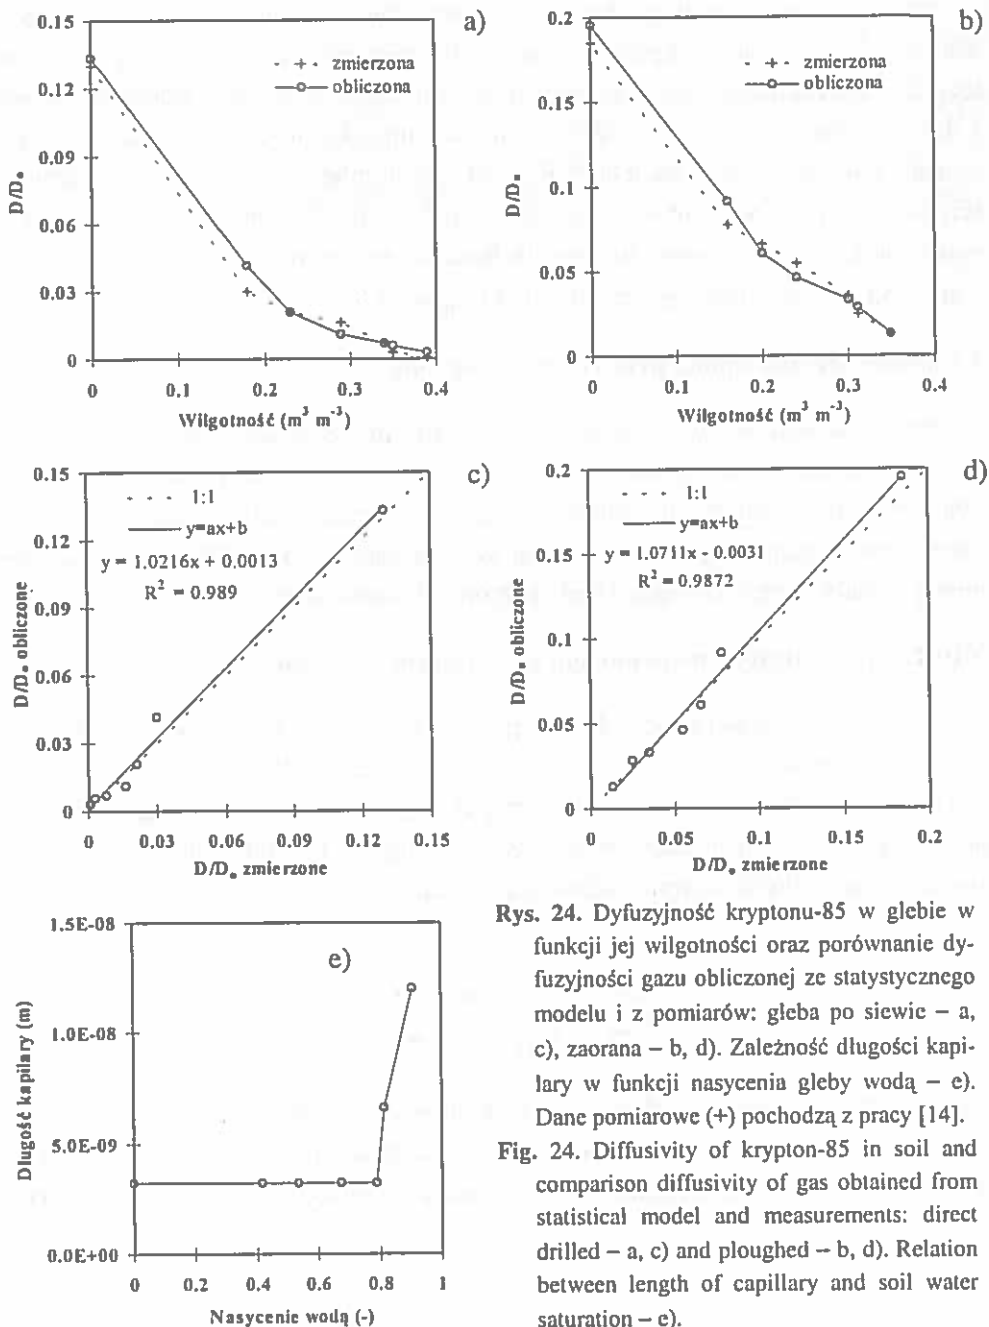 a)
0.15
0.12
0.09
0.06
0.03
0
D/Dₒ
zmierzona
obliczona
0 0.1 0.2 0.3 0.4
Wilgotność (m³ m⁻³)
b)
0.2
0.15
0.1
0.05
0
D/Dₒ
zmierzona
obliczona
0 0.1 0.2 0.3 0.4
Wilgotność (m³ m⁻³)
c)
0.15
0.12
0.09
0.06
0.03
0
D/Dₒ obliczone
1:1
y=ax+b
y = 1.0216x + 0.0013
R² = 0.989
0 0.03 0.06 0.09 0.12 0.15
D/Dₒ zmierzone
d)
0.2
0.15
0.1
0.05
0
D/Dₒ obliczone
1:1
y=ax+b
y = 1.0711x - 0.0031
R² = 0.9872
0 0.05 0.1 0.15 0.2
D/Dₒ zmierzone
e)
1.5E-08
1.0E-08
5.0E-09
0.0E+00
Długość kapilary (m)
0 0.2 0.4 0.6 0.8 1
Nasycenie wodą (-)
Rys. 24. Dyfuzyjność kryptonu-85 w glebie w
funkcji jej wilgotności oraz porównanie dy-
fuzyjności gazu obliczonej ze statystycznego
modelu i z pomiarów: gleba po siewie – a,
c), zaorana – b, d). Zależność długości kapi-
lary w funkcji nasycenia gleby wodą – e).
Dane pomiarowe (+) pochodzą z pracy [14].
Fig. 24. Diffusivity of krypton-85 in soil and
comparison diffusivity of gas obtained from
statistical model and measurements: direct
drilled – a, c) and ploughed – b, d). Relation
between length of capillary and soil water
saturation – e).